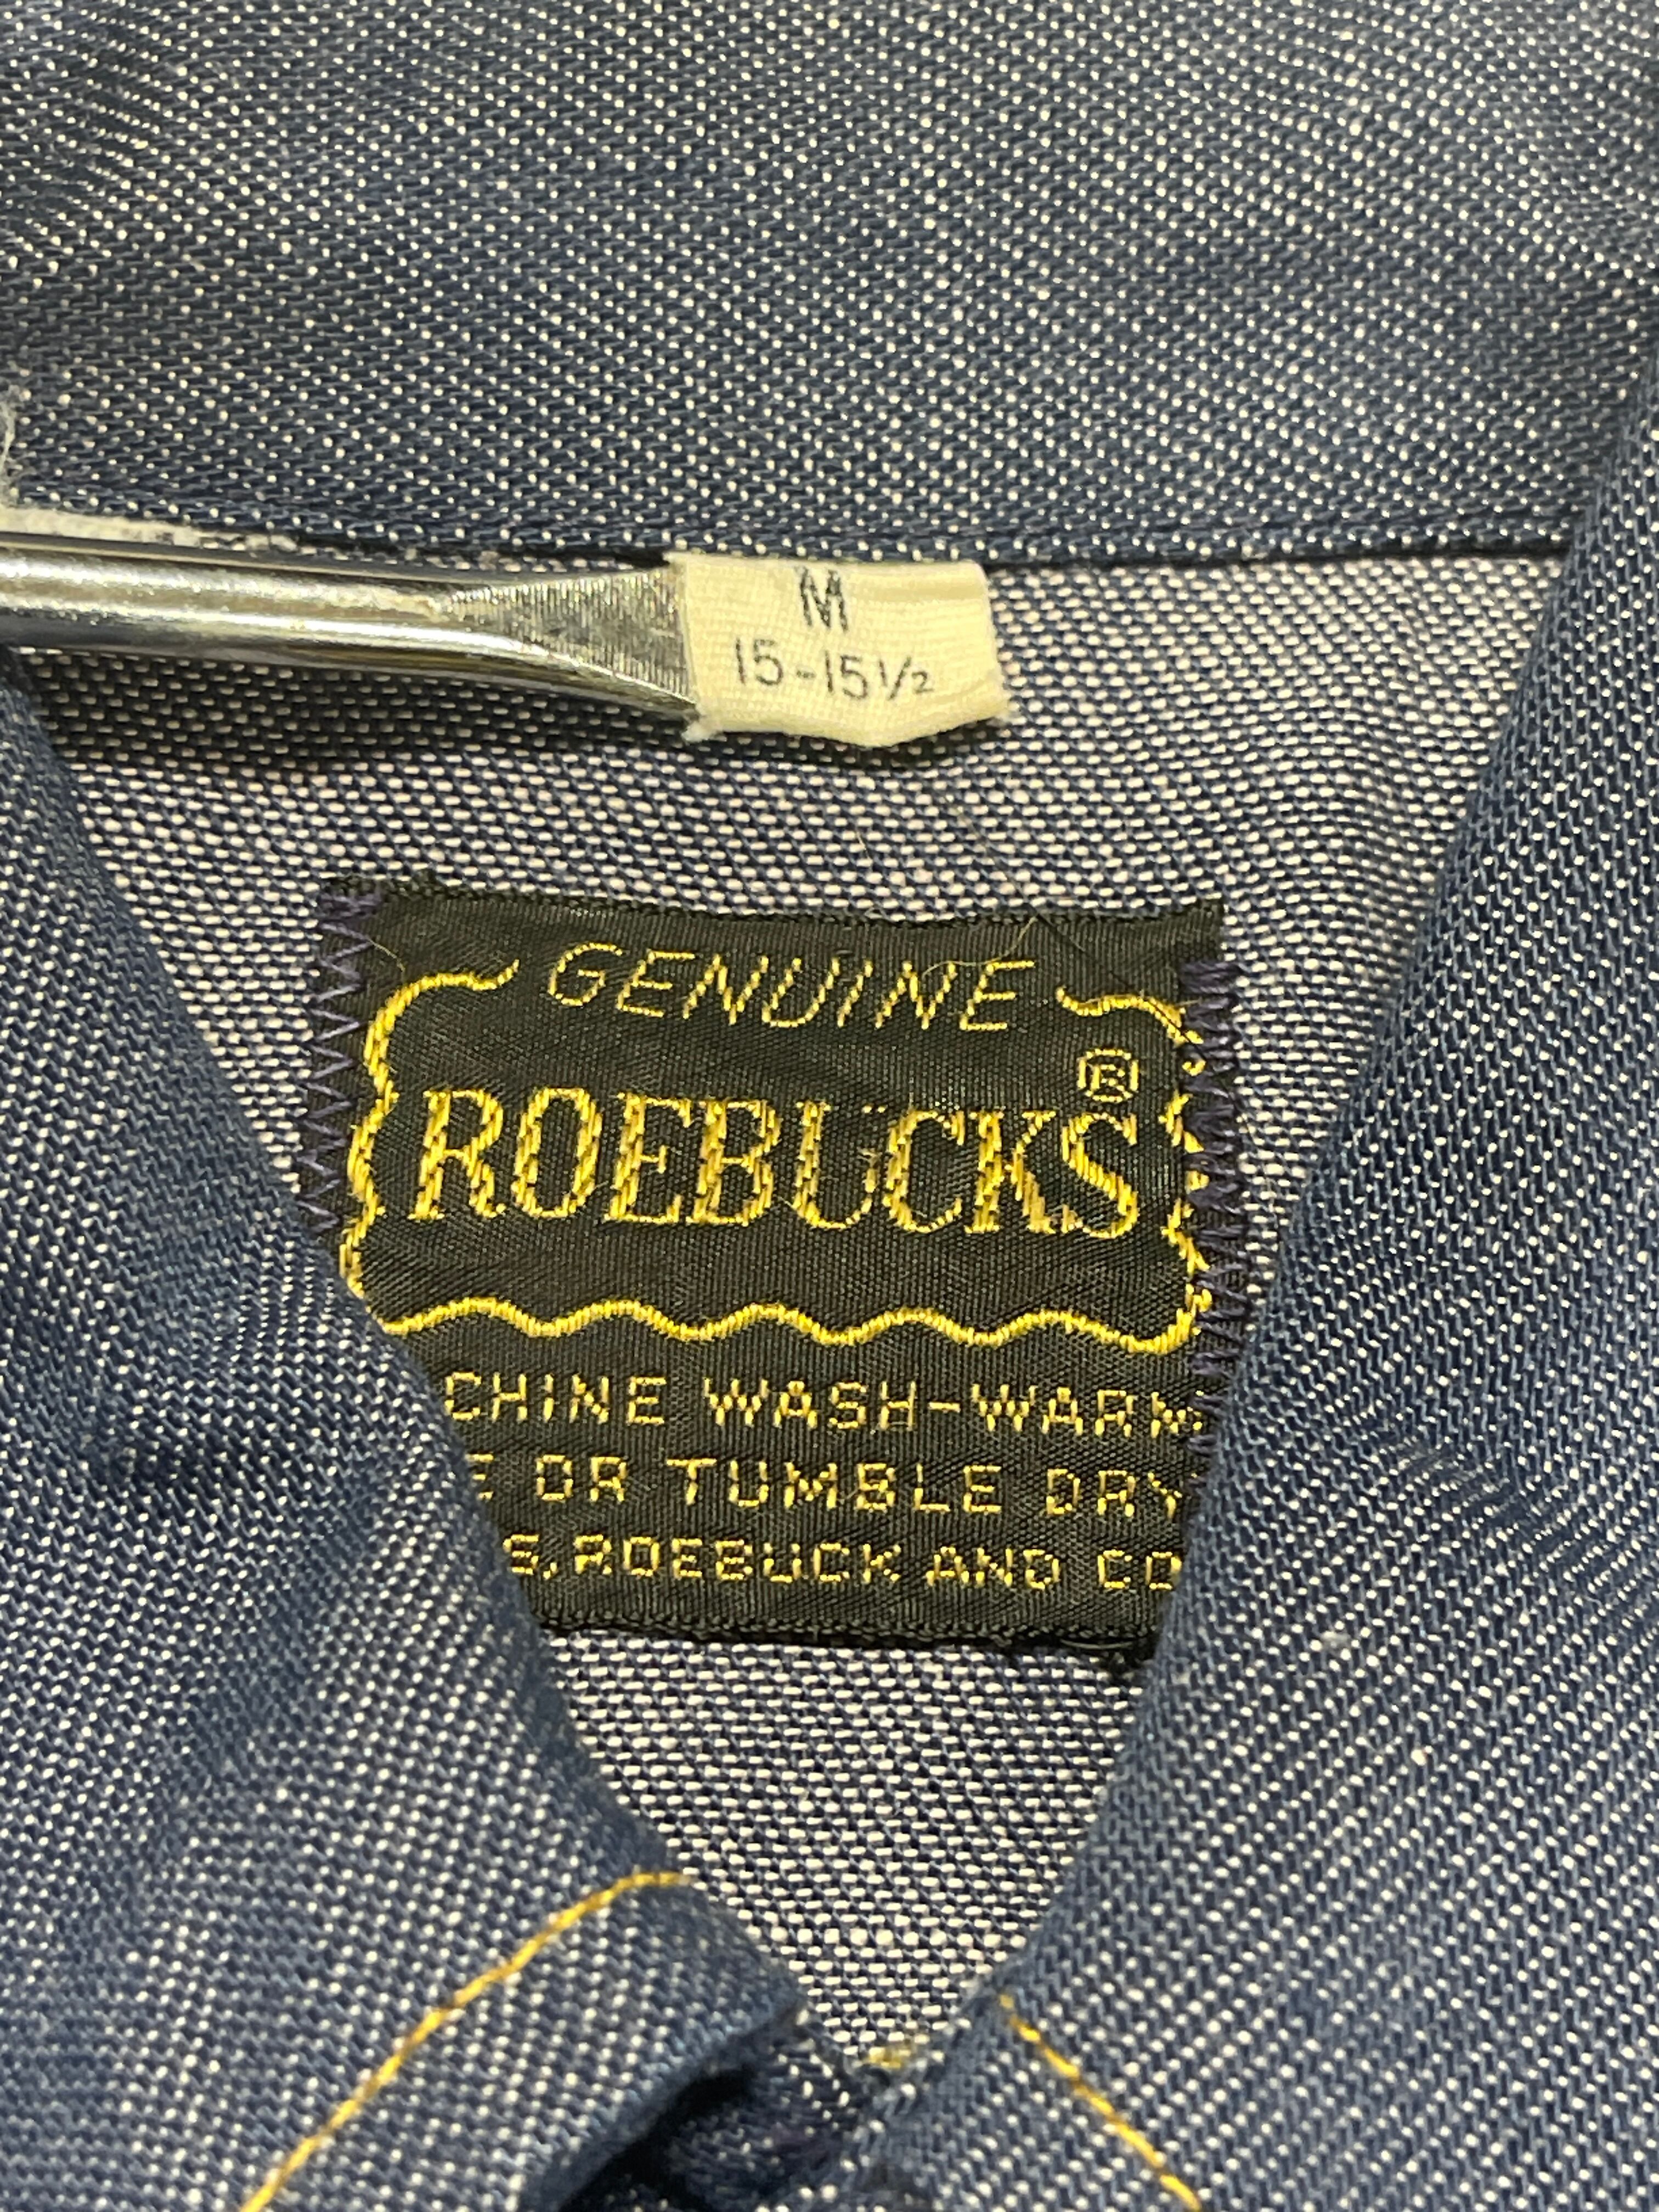 M
15-15½
GENUINE
ROEBUCKS®
CHINE WASH-WARM
E OR TUMBLE DRY
S, ROEBUCK AND CO